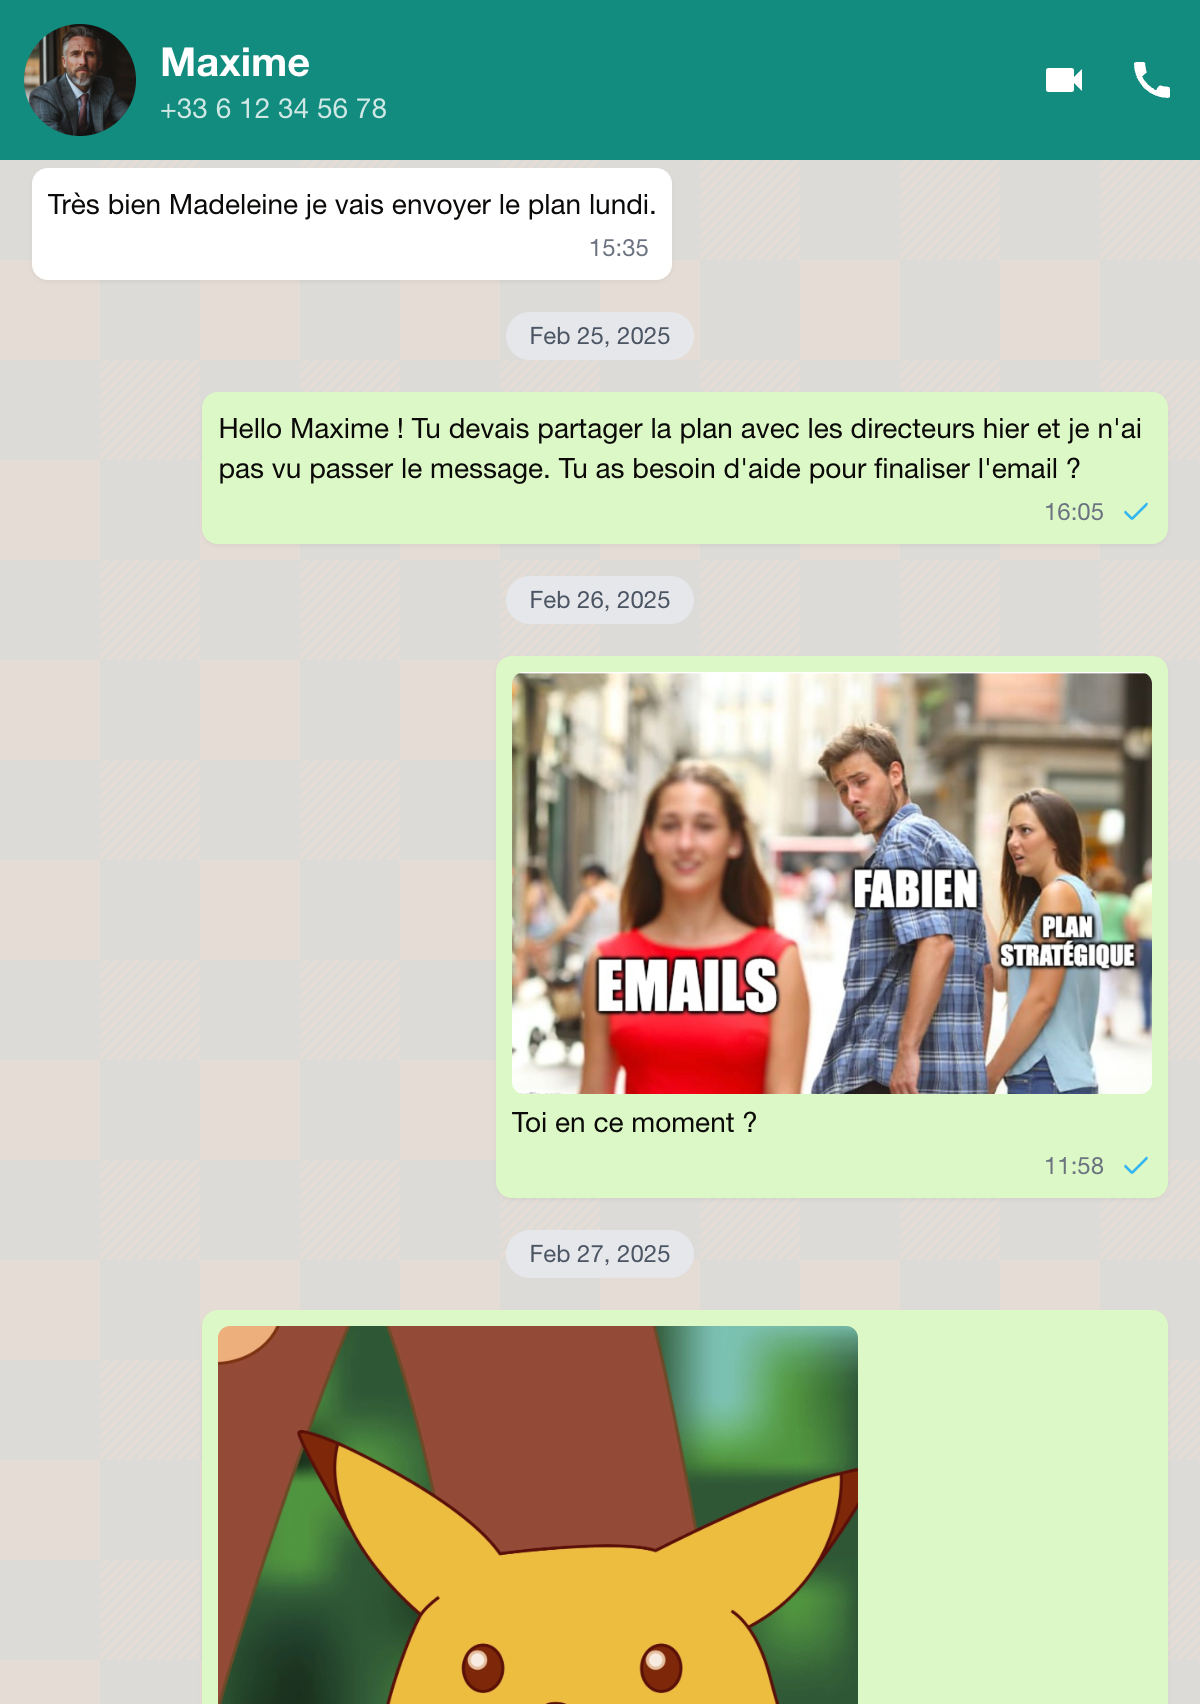 Maxime
+33 6 12 34 56 78
Très bien Madeleine je vais envoyer le plan lundi.
15:35
Feb 25, 2025
Hello Maxime ! Tu devais partager la plan avec les directeurs hier et je n'ai
pas vu passer le message. Tu as besoin d'aide pour finaliser l'email ?
16:05
Feb 26, 2025
FABIEN
PLAN
STRATÉGIQUE
EMAILS
Toi en ce moment ?
11:58
Feb 27, 2025